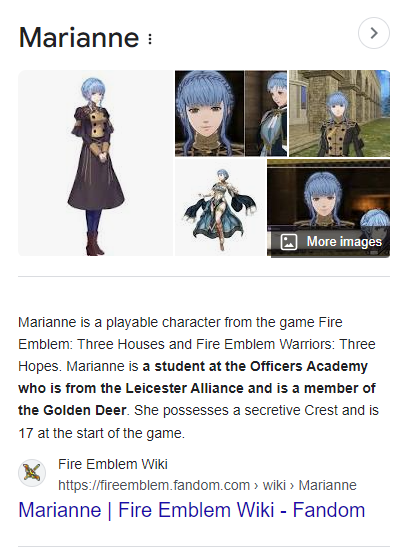 Marianne
More images
Marianne is a playable character from the game Fire
Emblem: Three Houses and Fire Emblem Warriors: Three
Hopes. Marianne is a student at the Officers Academy
who is from the Leicester Alliance and is a member of
the Golden Deer. She possesses a secretive Crest and is
17 at the start of the game.
Fire Emblem Wiki
https://fireemblem.fandom.com › wiki › Marianne
Marianne | Fire Emblem Wiki - Fandom